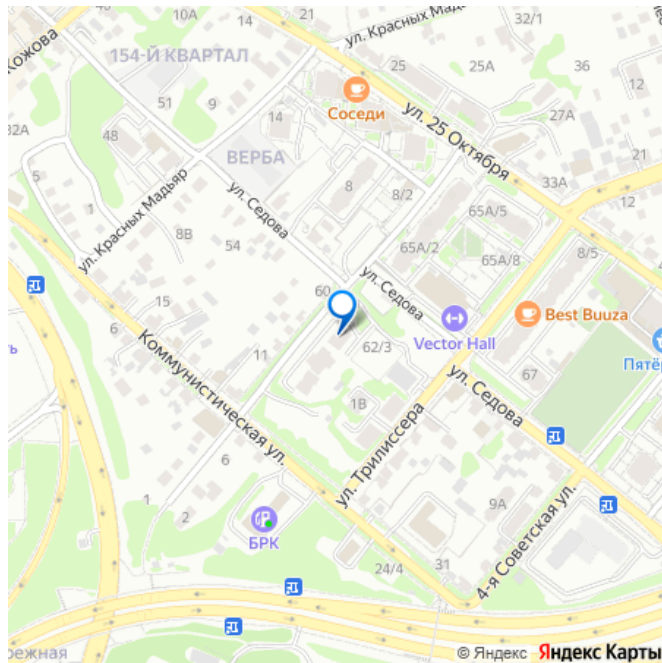 Кожова
10А
154-Й КВАРТАЛ
ул. Красных Мадьяр
32/1
25
25А
36
12
51
9
14
Соседи
ул. 25 Октября
27А
12
32А
48
ВЕРБА
21
5
8
8/2
33А
ул. Камен
1
ул. Красных Мадьяр
8В
ул. Седова
54
65А/5
65А/2
65А/8
8/5
60
ул. Седова
15
6
Коммунистическая ул.
11
62/3
Vector Hall
Best Buuza
ть
Пятёр
67
1В
ул. Седова
ул. Трилиссера
6
1
2
9А
БРК
4-я Советская ул.
24/4
31
режная
© Яндекс Яндекс Карты